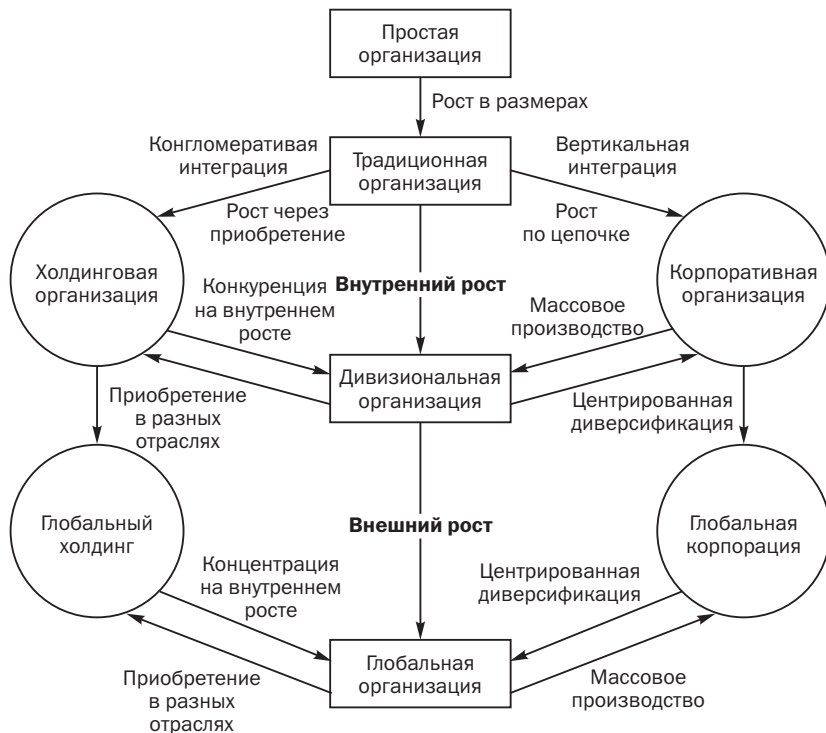 Простая
организация
Рост в размерах
Конгломеративая
интеграция
Традиционная
организация
Вертикальная
интеграция
Рост через
приобретение
Рост
по цепочке
Холдинговая
организация
Конкуренция
на внутреннем
росте
Внутренний рост
Массовое
производство
Корпоративная
организация
Приобретение
в разных
отраслях
Дивизиональная
организация
Центрированная
диверсификация
Глобальный
холдинг
Внешний рост
Глобальная
корпорация
Концентрация
на внутреннем
росте
Центрированная
диверсификация
Приобретение
в разных
отраслях
Глобальная
организация
Массовое
производство